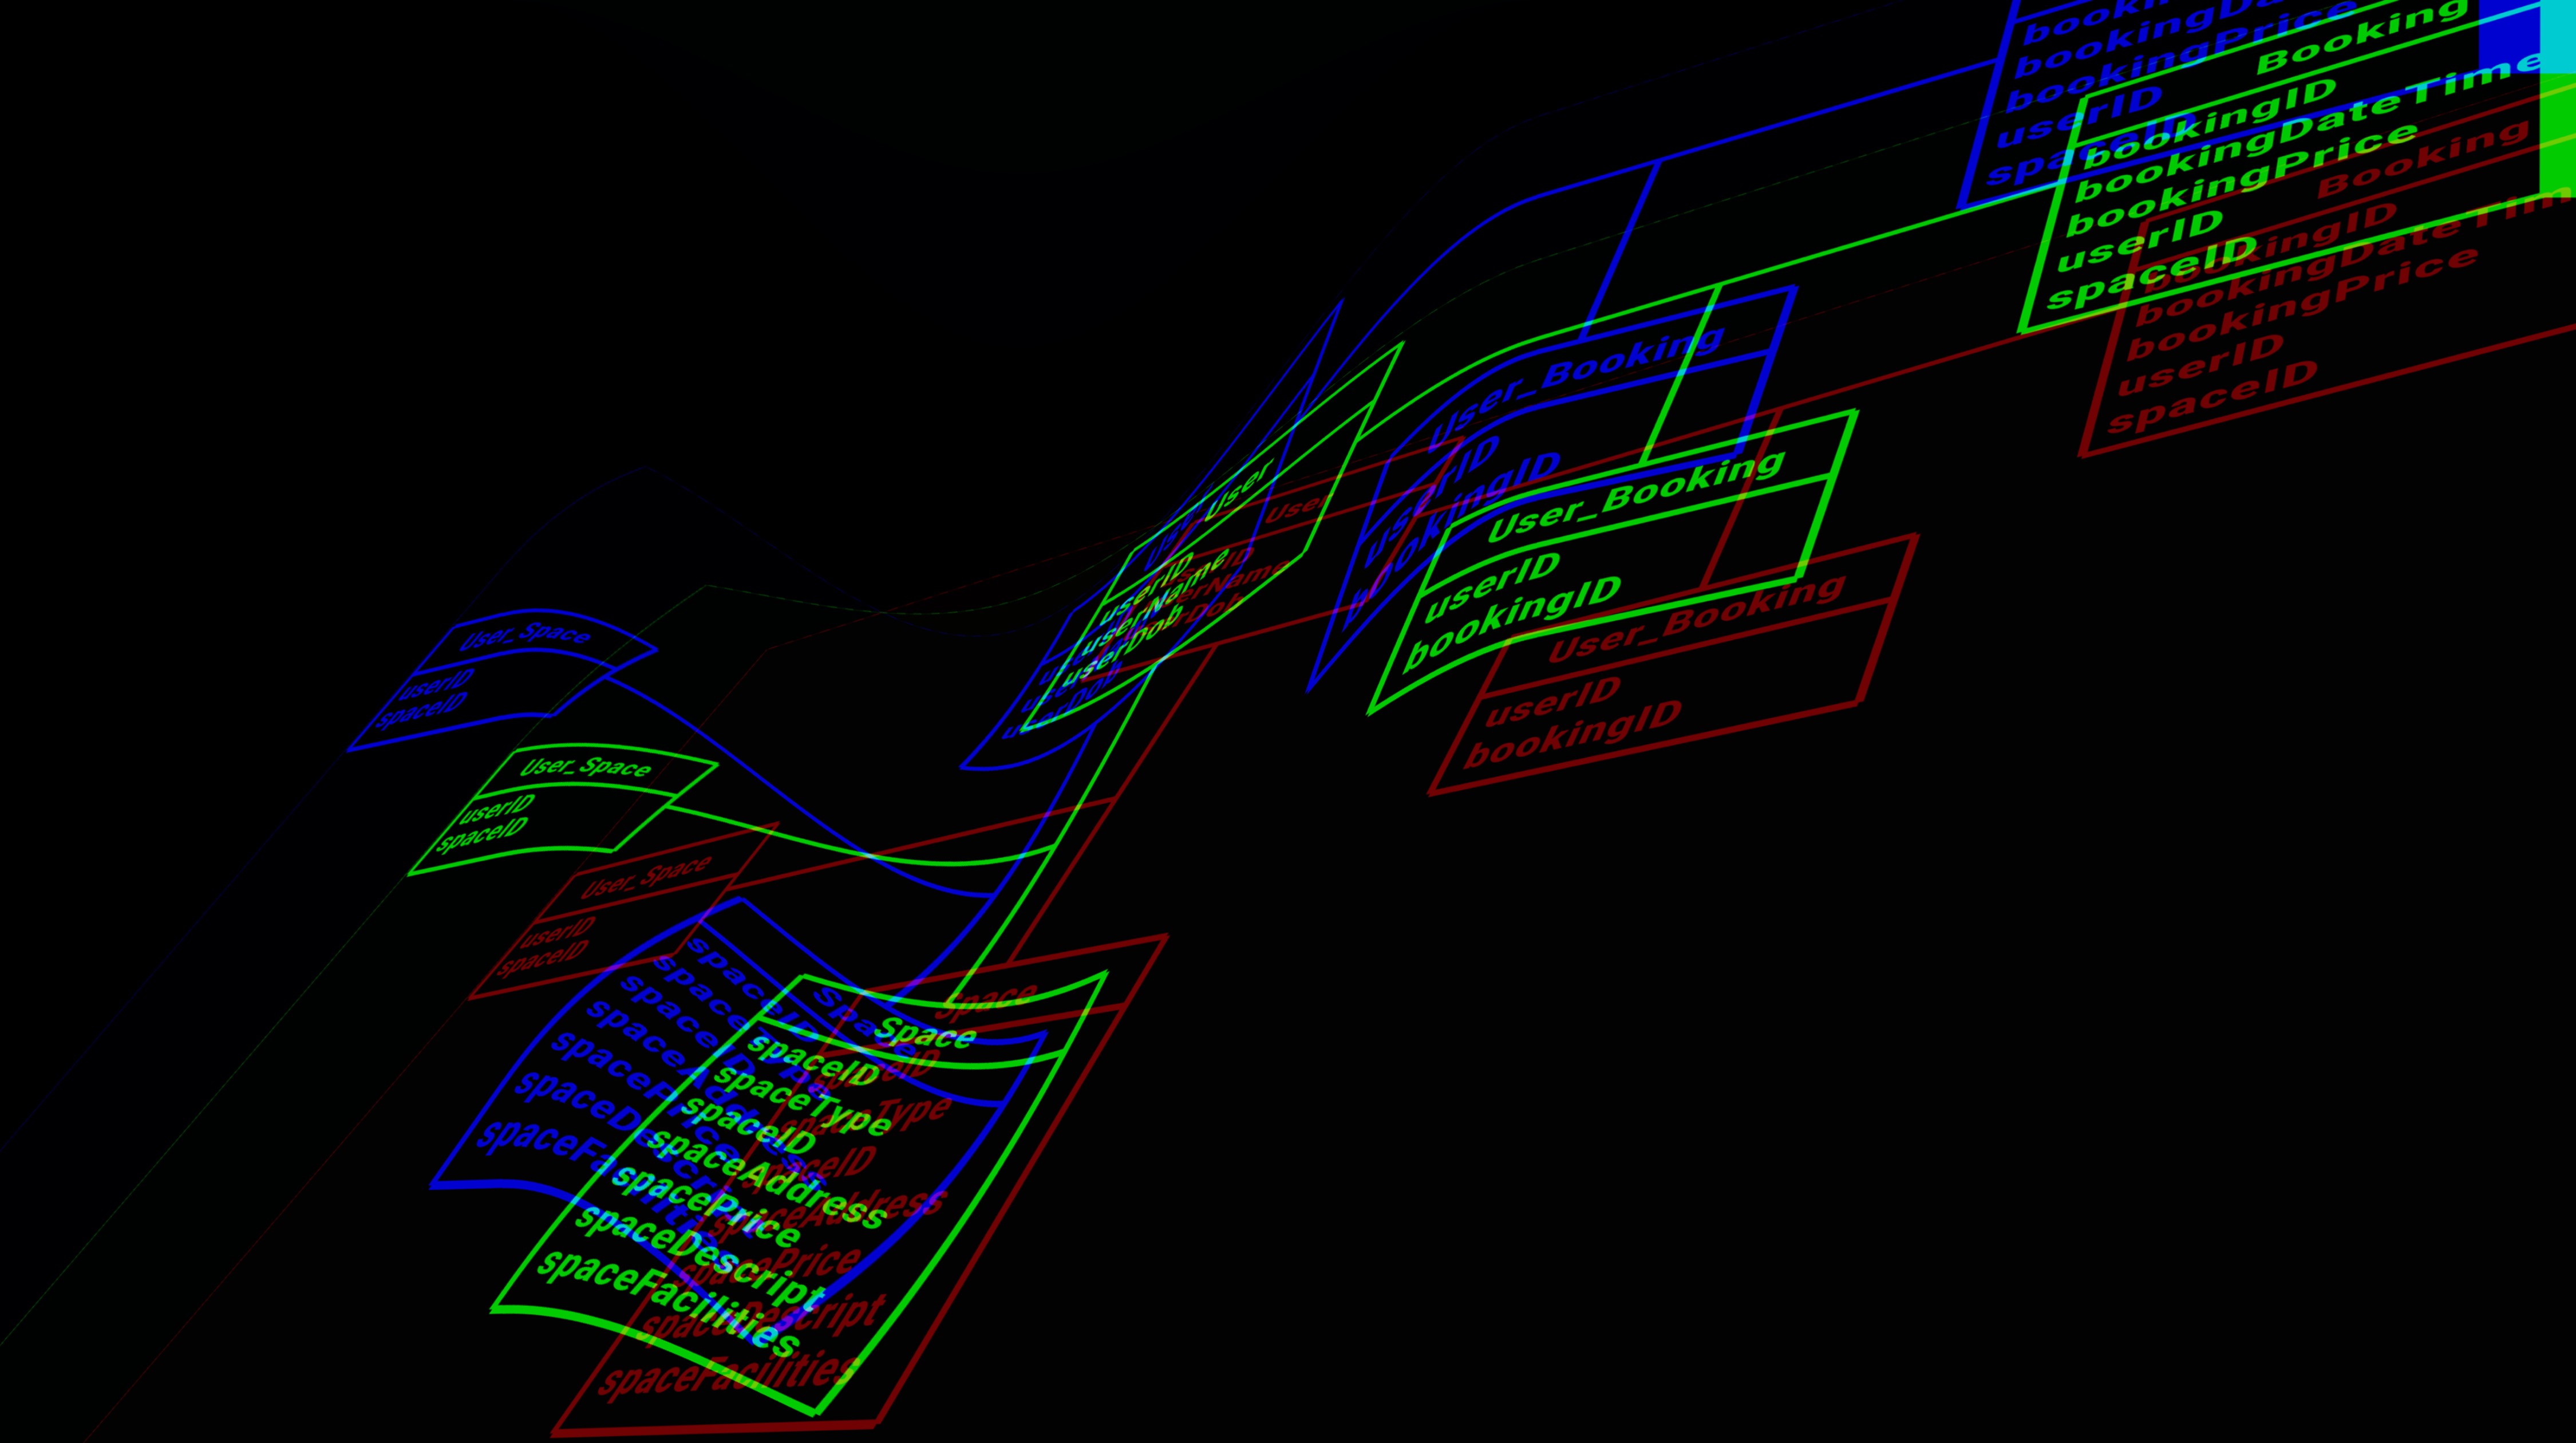 Booking
bookingID
bookingDateTime
bookingPrice
userID
spaceID
User_Booking
userID
bookingID
User
userID
userName
userDob
User_Space
userID
spaceID
Space
spaceID
spaceType
spaceID
spaceAddress
spacePrice
spaceDescript
spaceFacilities